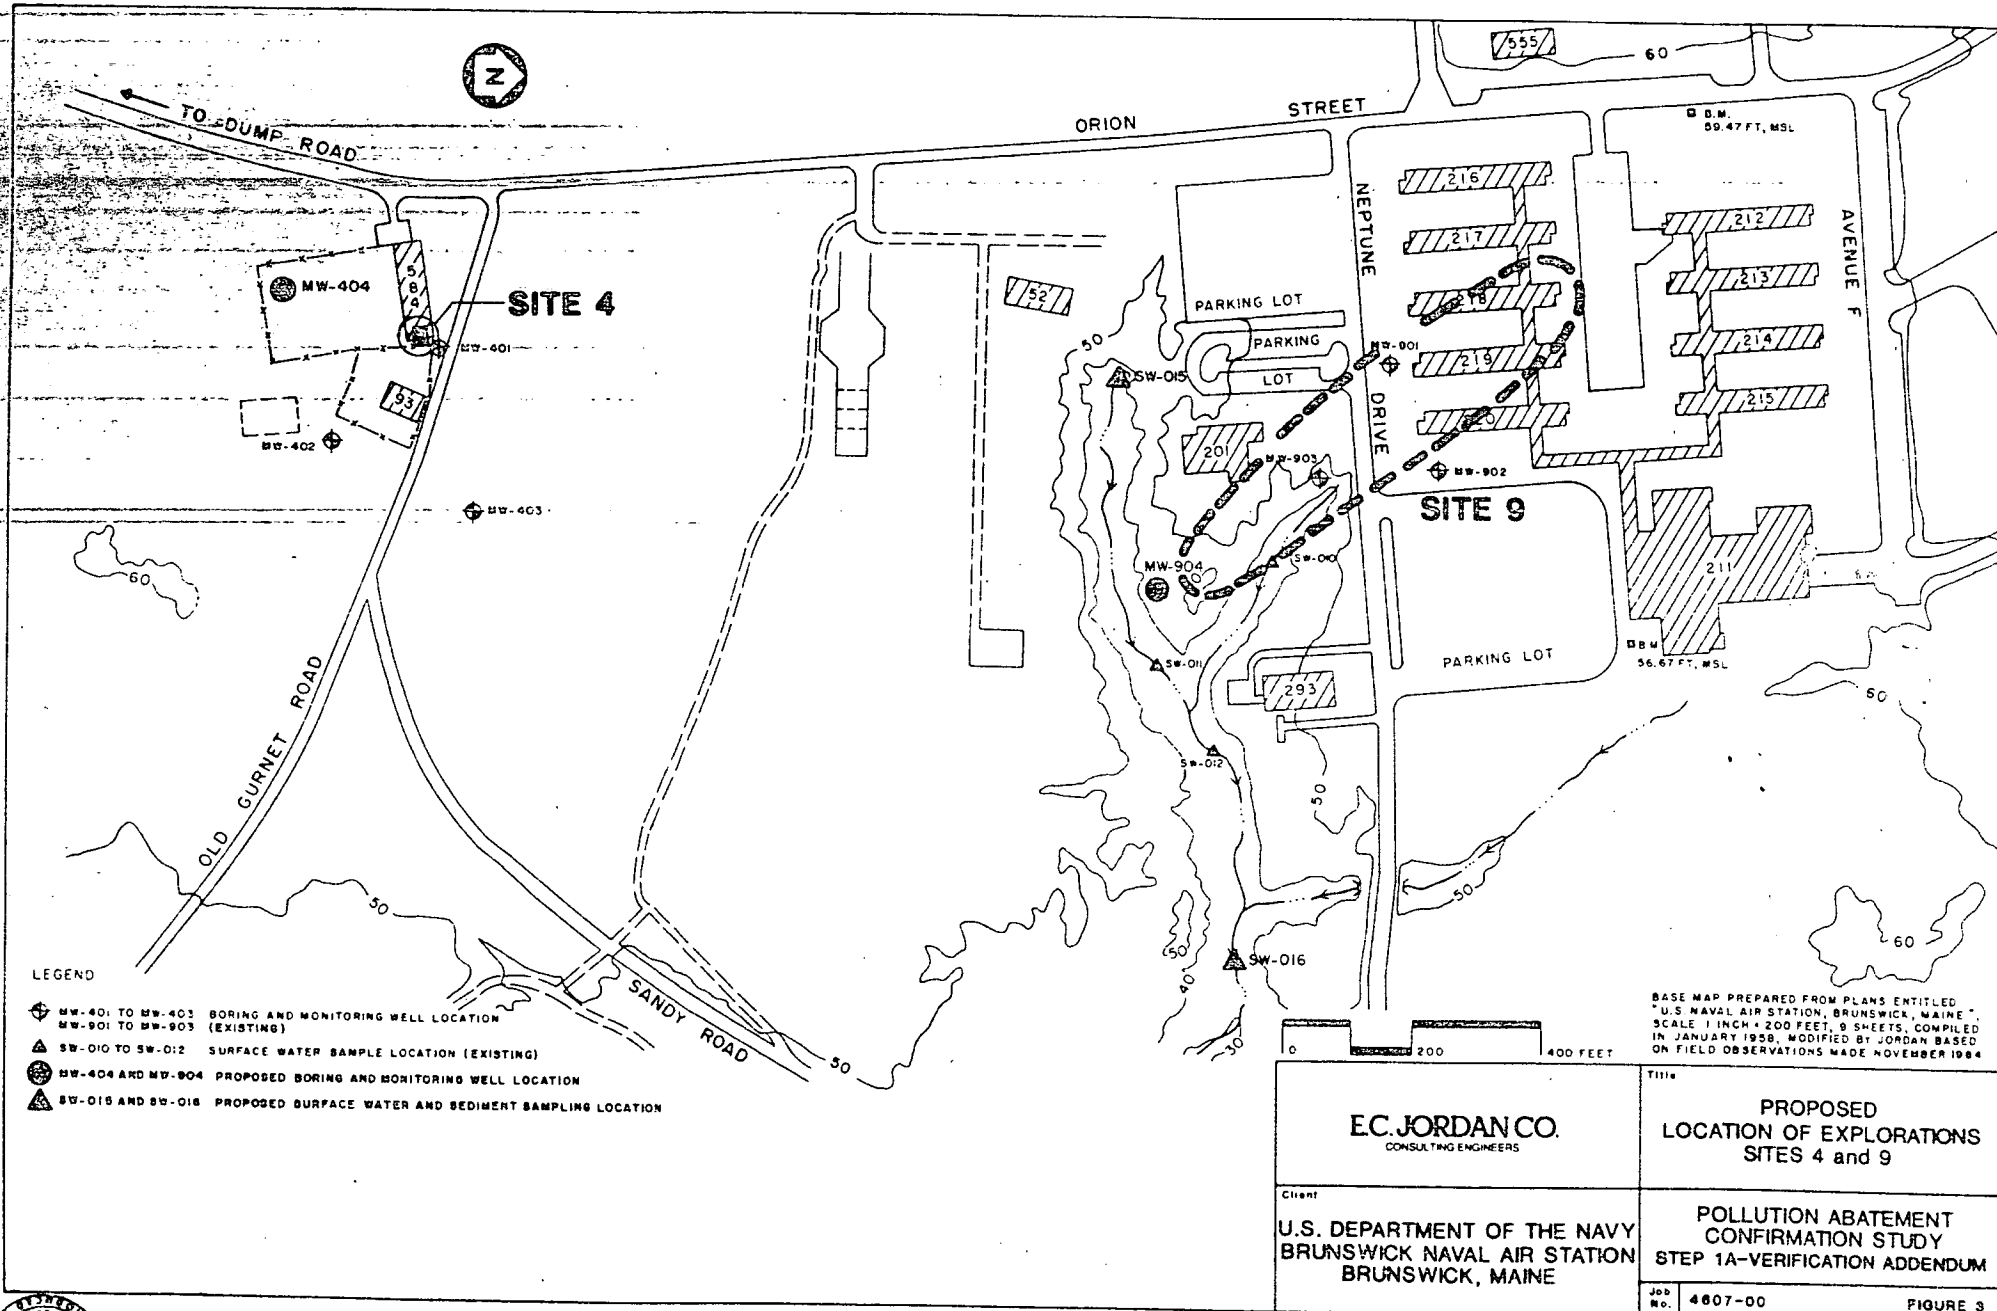 N
TO DUMP ROAD
ORION STREET
555
60
B.M.
59.47 FT, MSL
NEPTUNE DRIVE
AVENUE F
216
217
218
219
220
212
213
214
215
211
MW-404
584
SITE 4
MW-401
93
MW-402
MW-403
60
52
50
SW-015
PARKING LOT
PARKING
LOT
MW-901
201
MW-903
MW-902
SITE 9
MW-904
SW-010
SW-011
293
SW-012
PARKING LOT
B M
56.67 FT, MSL
50
50
50
60
50
40
30
SW-016
OLD GURNET ROAD
50
SANDY ROAD
50
LEGEND
MW-401 TO MW-403 BORING AND MONITORING WELL LOCATION
MW-901 TO MW-903 (EXISTING)
SW-010 TO SW-012 SURFACE WATER SAMPLE LOCATION (EXISTING)
MW-404 AND MW-904 PROPOSED BORING AND MONITORING WELL LOCATION
SW-015 AND SW-016 PROPOSED SURFACE WATER AND SEDIMENT SAMPLING LOCATION
0 200 400 FEET
BASE MAP PREPARED FROM PLANS ENTITLED
"U.S. NAVAL AIR STATION, BRUNSWICK, MAINE",
SCALE 1 INCH = 200 FEET, 9 SHEETS, COMPILED
IN JANUARY 1958, MODIFIED BY JORDAN BASED
ON FIELD OBSERVATIONS MADE NOVEMBER 1984
E.C. JORDAN CO.
CONSULTING ENGINEERS
Title
PROPOSED
LOCATION OF EXPLORATIONS
SITES 4 and 9
Client
U.S. DEPARTMENT OF THE NAVY
BRUNSWICK NAVAL AIR STATION
BRUNSWICK, MAINE
POLLUTION ABATEMENT
CONFIRMATION STUDY
STEP 1A-VERIFICATION ADDENDUM
Job No. 4607-00 FIGURE 3